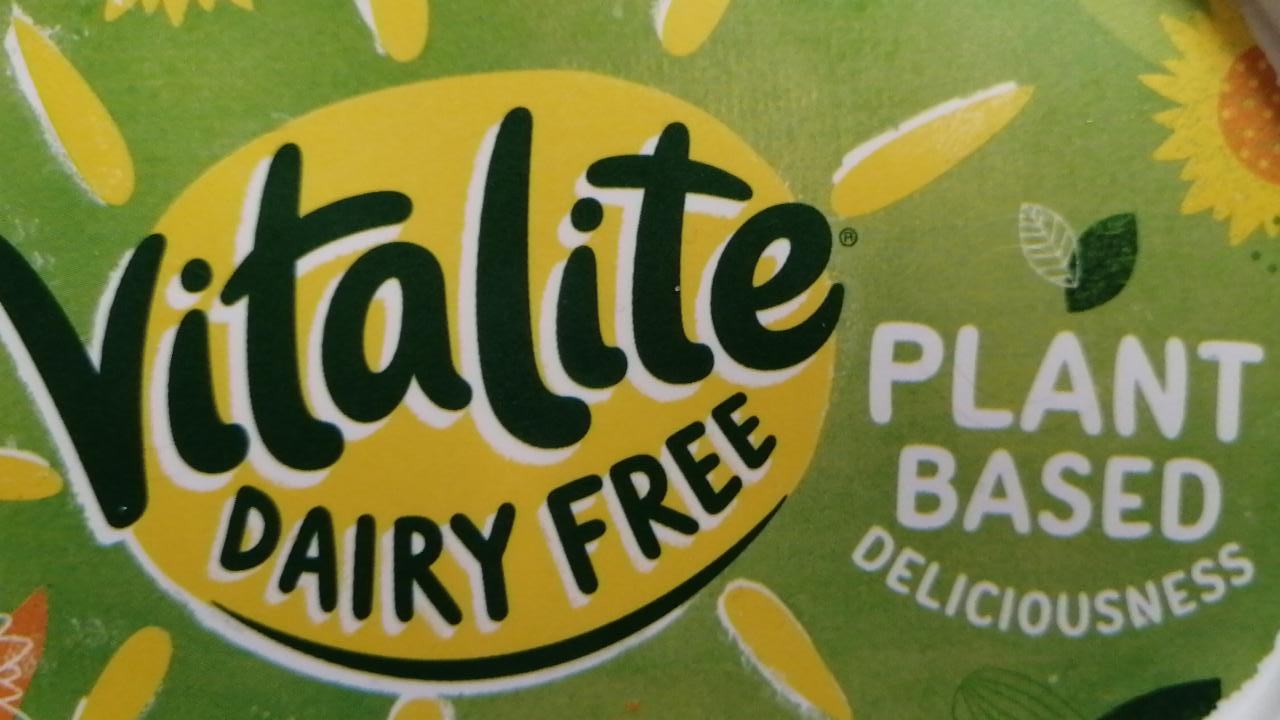 Vitalite®
DAIRY FREE
PLANT
BASED
DELICIOUSNESS